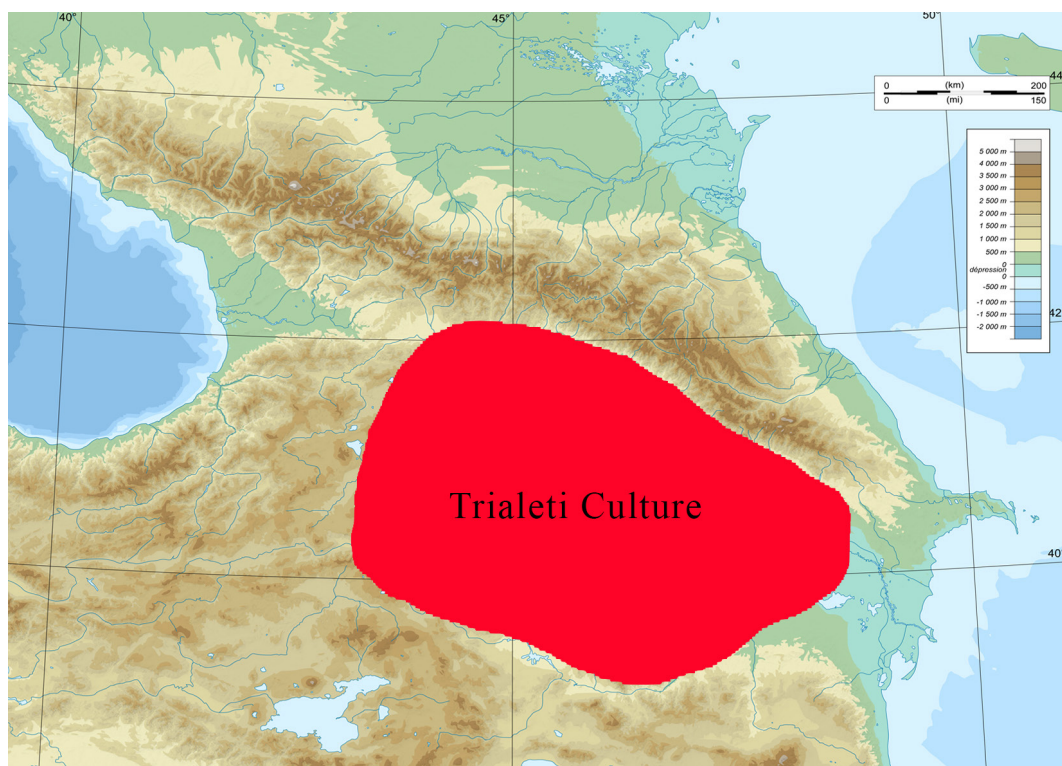 40°
45°
50°
44
0 (km) 200
0 (mi) 150
5 000 m
4 000 m
3 500 m
3 000 m
2 500 m
2 000 m
1 500 m
1 000 m
500 m
0
dépression
0
-500 m
-1 000 m
-1 500 m
-2 000 m
42
Trialeti Culture
40°